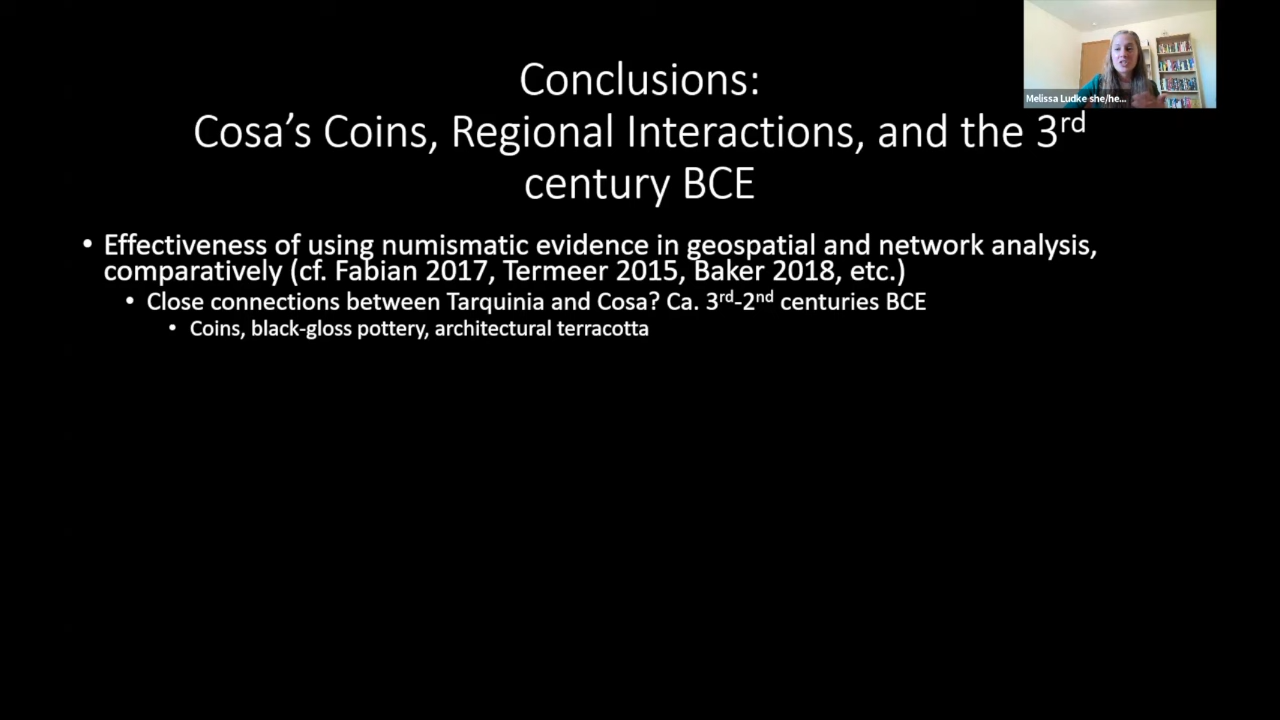 Conclusions:
Cosa's Coins, Regional Interactions, and the 3rd
century BCE
Melissa Ludke she/he...
• Effectiveness of using numismatic evidence in geospatial and network analysis,
comparatively (cf. Fabian 2017, Termeer 2015, Baker 2018, etc.)
• Close connections between Tarquinia and Cosa? Ca. 3rd-2nd centuries BCE
• Coins, black-gloss pottery, architectural terracotta